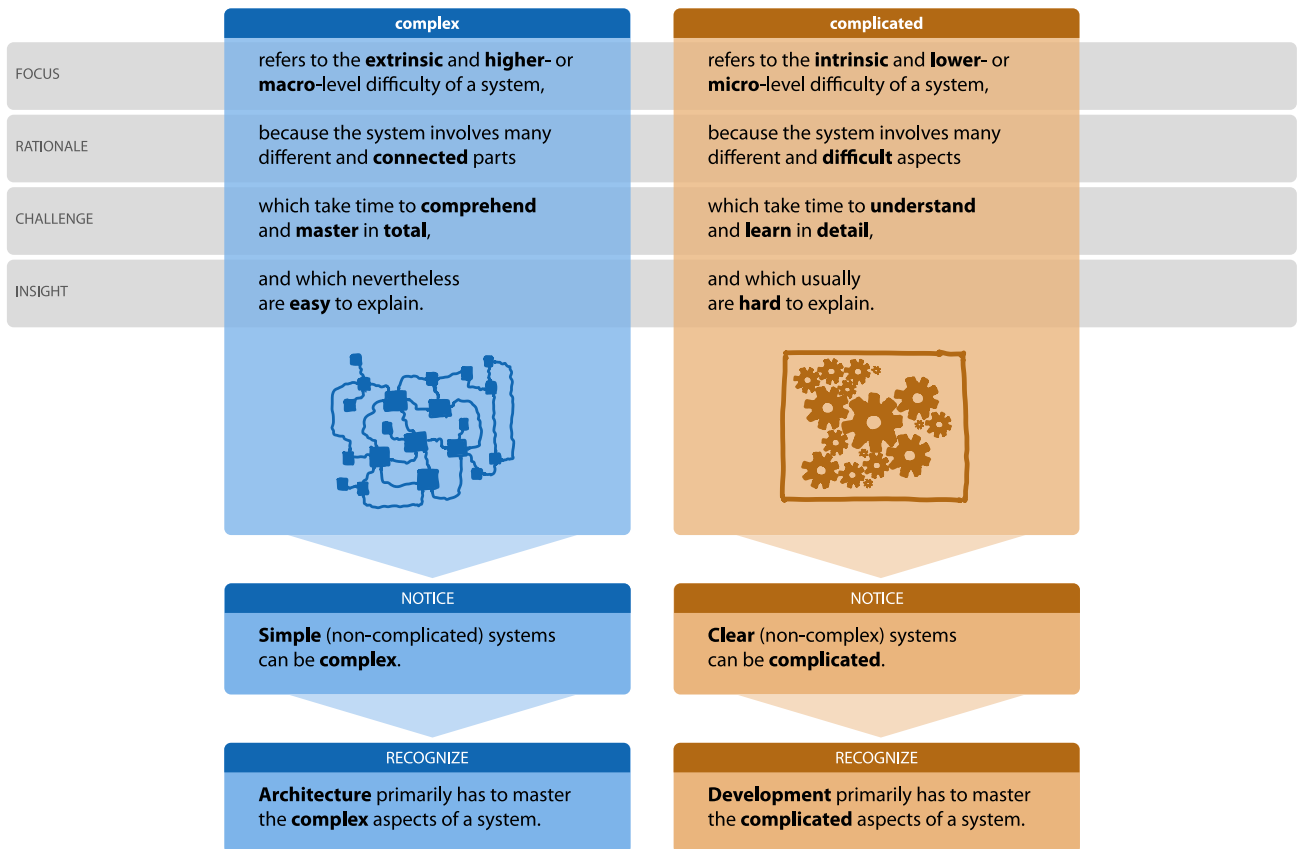 complex
complicated
FOCUS
refers to the extrinsic and higher- or
macro-level difficulty of a system,
refers to the intrinsic and lower- or
micro-level difficulty of a system,
RATIONALE
because the system involves many
different and connected parts
because the system involves many
different and difficult aspects
CHALLENGE
which take time to comprehend
and master in total,
which take time to understand
and learn in detail,
INSIGHT
and which nevertheless
are easy to explain.
and which usually
are hard to explain.
NOTICE
Simple (non-complicated) systems
can be complex.
NOTICE
Clear (non-complex) systems
can be complicated.
RECOGNIZE
Architecture primarily has to master
the complex aspects of a system.
RECOGNIZE
Development primarily has to master
the complicated aspects of a system.